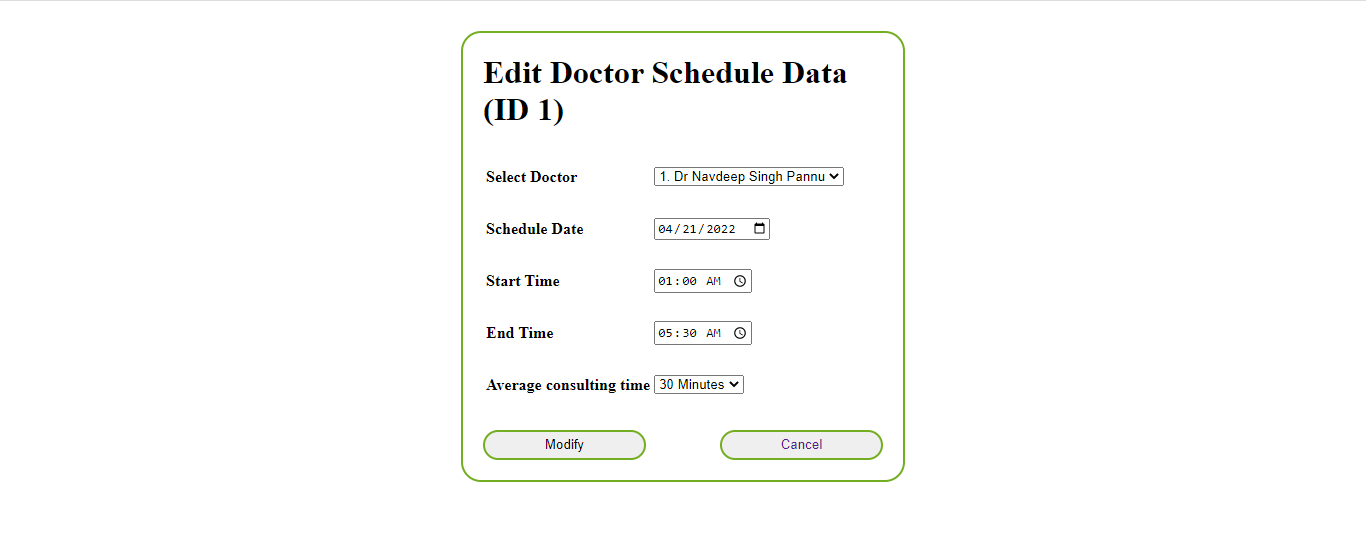 Edit Doctor Schedule Data
(ID 1)
Select Doctor 1. Dr Navdeep Singh Pannu
Schedule Date 04/21/2022
Start Time 01:00 AM
End Time 05:30 AM
Average consulting time 30 Minutes
Modify Cancel